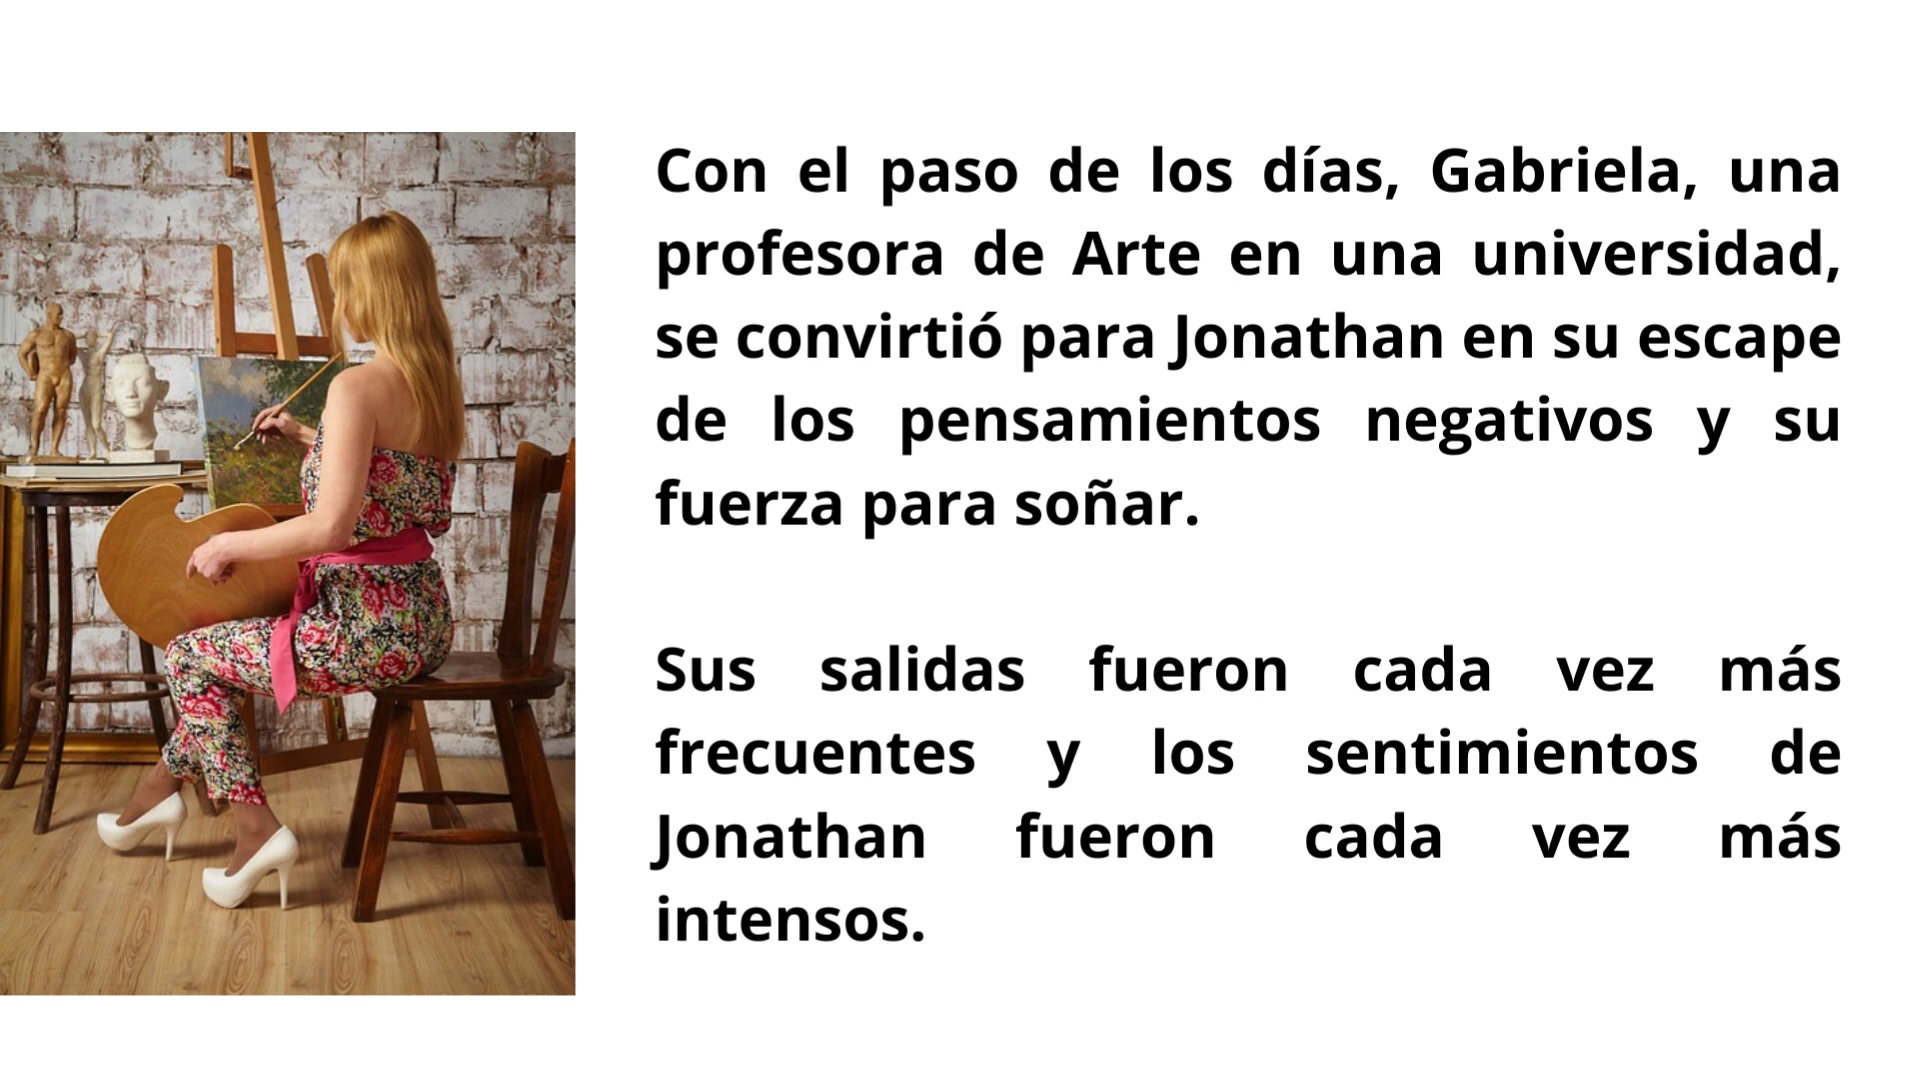 Con el paso de los días, Gabriela, una
profesora de Arte en una universidad,
se convirtió para Jonathan en su escape
de los pensamientos negativos y su
fuerza para soñar.
Sus salidas fueron cada vez más
frecuentes y los sentimientos de
Jonathan fueron cada vez más
intensos.